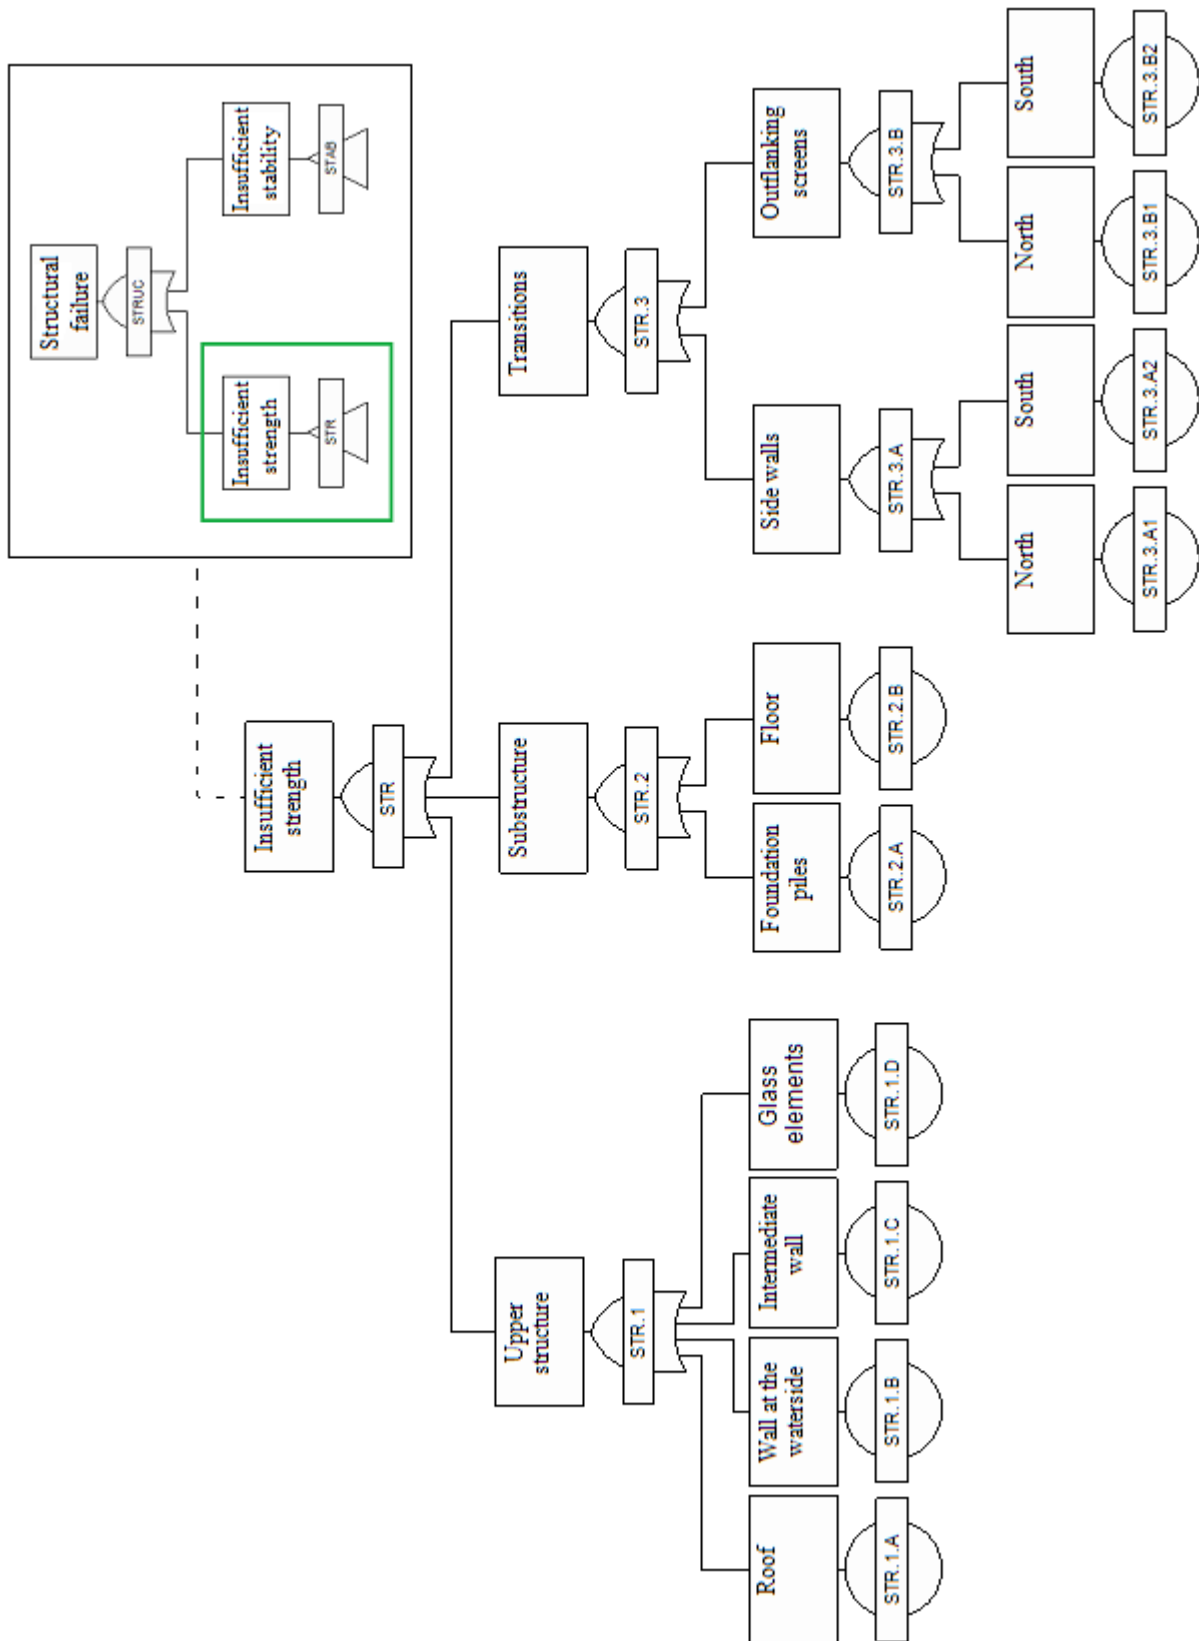 Structural
failure
STRUC
Insufficient
strength
STR
Insufficient
stability
STAB
Insufficient
strength
STR
Upper
structure
STR.1
Substructure
STR.2
Transitions
STR.3
Roof
STR.1.A
Wall at the
waterside
STR.1.B
Intermediate
wall
STR.1.C
Glass
elements
STR.1.D
Foundation
piles
STR.2.A
Floor
STR.2.B
Side walls
STR.3.A
Outflanking
screens
STR.3.B
North
STR.3.A1
South
STR.3.A2
North
STR.3.B1
South
STR.3.B2